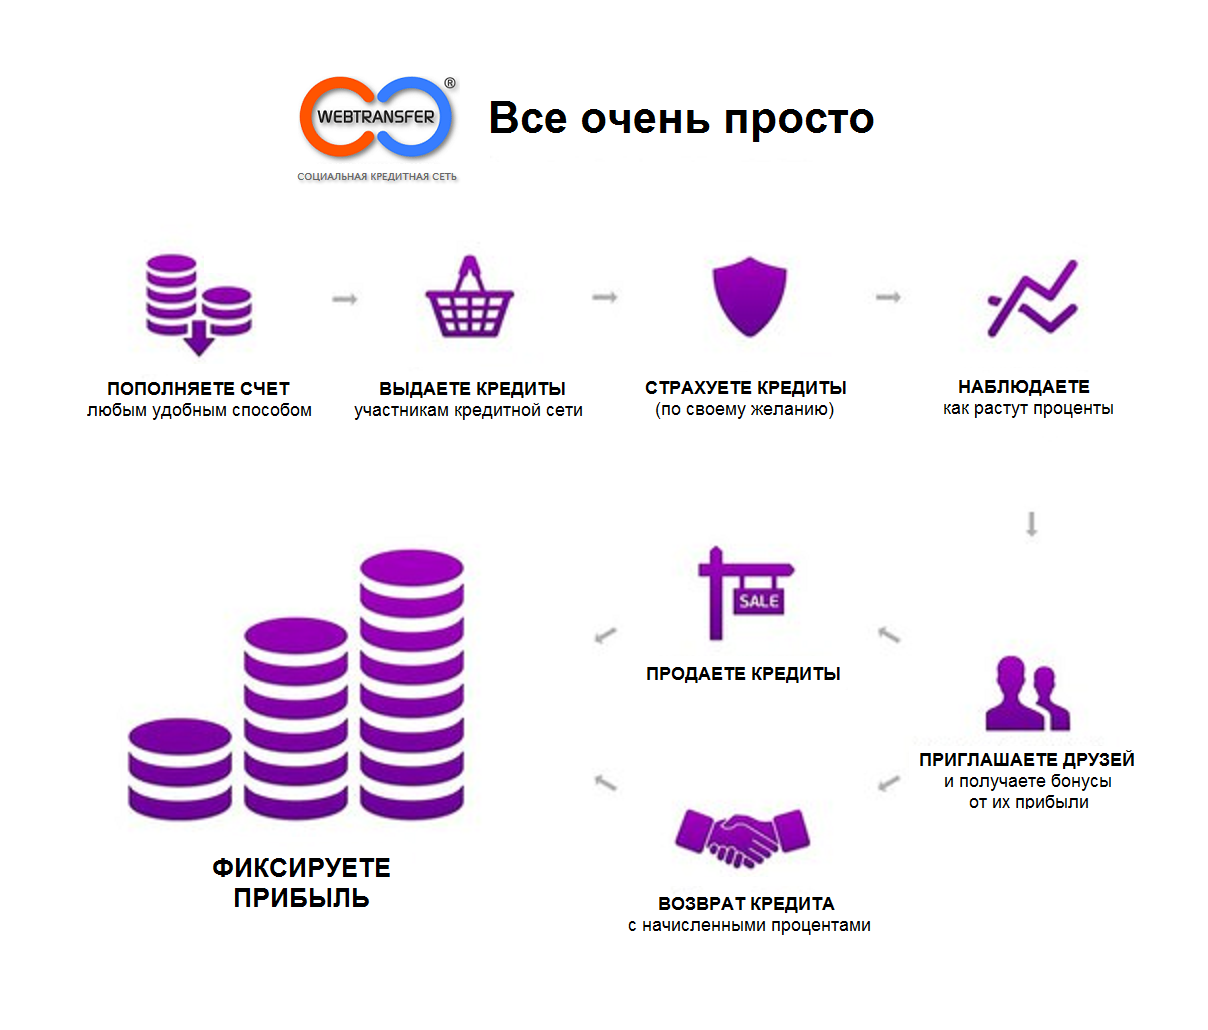 WEBTRANSFER ®
СОЦИАЛЬНАЯ КРЕДИТНАЯ СЕТЬ
Все очень просто
ПОПОЛНЯЕТЕ СЧЕТ
любым удобным способом
ВЫДАЕТЕ КРЕДИТЫ
участникам кредитной сети
СТРАХУЕТЕ КРЕДИТЫ
(по своему желанию)
НАБЛЮДАЕТЕ
как растут проценты
SALE
ПРОДАЕТЕ КРЕДИТЫ
ПРИГЛАШАЕТЕ ДРУЗЕЙ
и получаете бонусы
от их прибыли
ВОЗВРАТ КРЕДИТА
с начисленными процентами
ФИКСИРУЕТЕ
ПРИБЫЛЬ